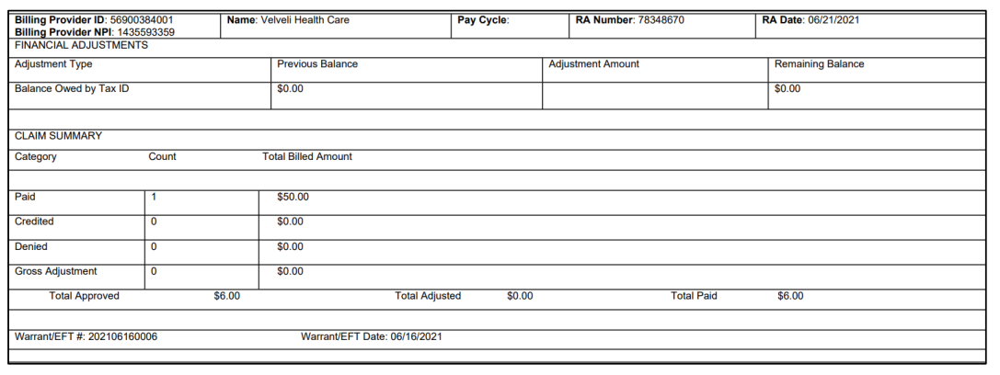 Billing Provider ID: 56900384001 Name: Velveli Health Care Pay Cycle: RA Number: 78348670 RA Date: 06/21/2021
Billing Provider NPI: 1435593359
FINANCIAL ADJUSTMENTS
Adjustment Type Previous Balance Adjustment Amount Remaining Balance
Balance Owed by Tax ID $0.00 $0.00
CLAIM SUMMARY
Category Count Total Billed Amount
Paid 1 $50.00
Credited 0 $0.00
Denied 0 $0.00
Gross Adjustment 0 $0.00
Total Approved $6.00 Total Adjusted $0.00 Total Paid $6.00
Warrant/EFT #: 202106160006 Warrant/EFT Date: 06/16/2021